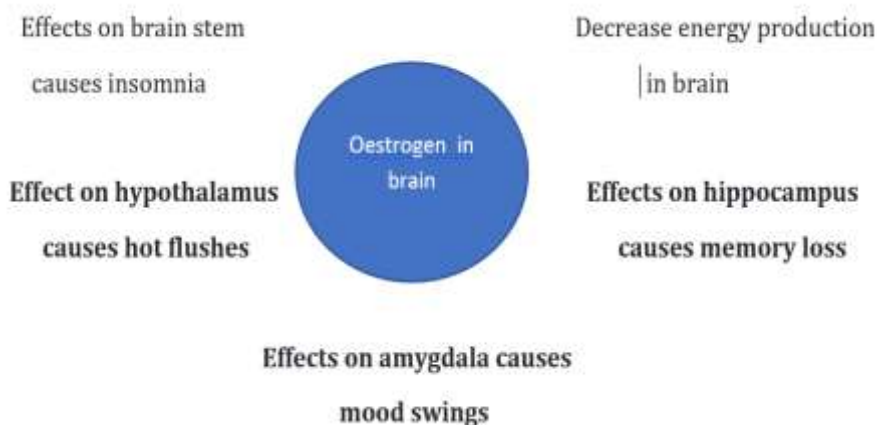 Effects on brain stem
causes insomnia
Decrease energy production
in brain
Oestrogen in
brain
Effect on hypothalamus
causes hot flushes
Effects on hippocampus
causes memory loss
Effects on amygdala causes
mood swings